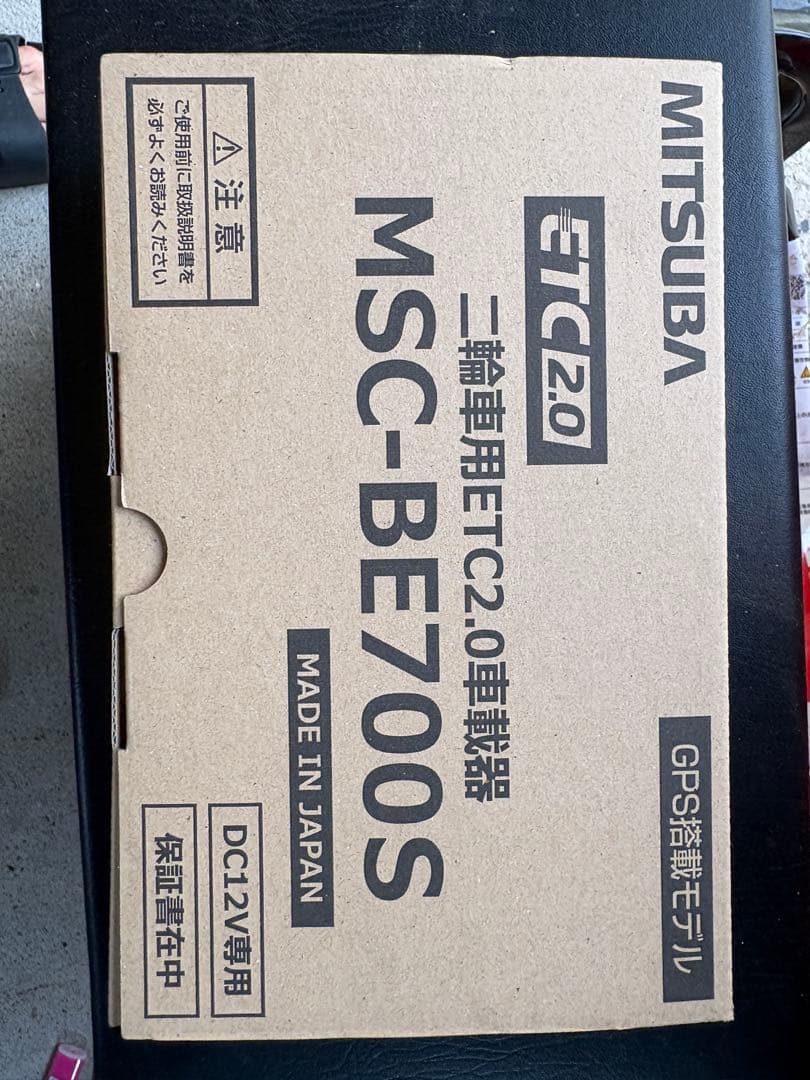 MITSUBA
GPS搭載モデル
ETC2.0
二輪車用ETC2.0車載器
MSC-BE700S
MADE IN JAPAN
注意
ご使用前に取扱説明書を
必ずよくお読みください
DC12V専用
保証書在中